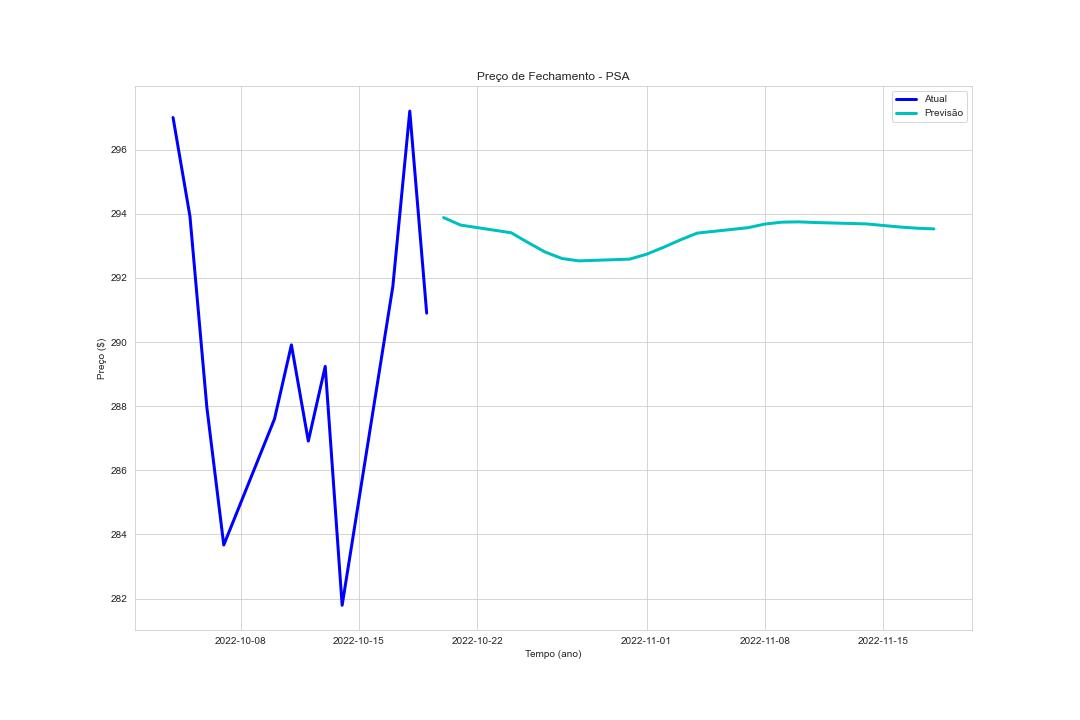 Preço de Fechamento - PSA
Atual
Previsão
296
294
292
290
288
286
284
282
Preço ($)
2022-10-08
2022-10-15
2022-10-22
2022-11-01
2022-11-08
2022-11-15
Tempo (ano)